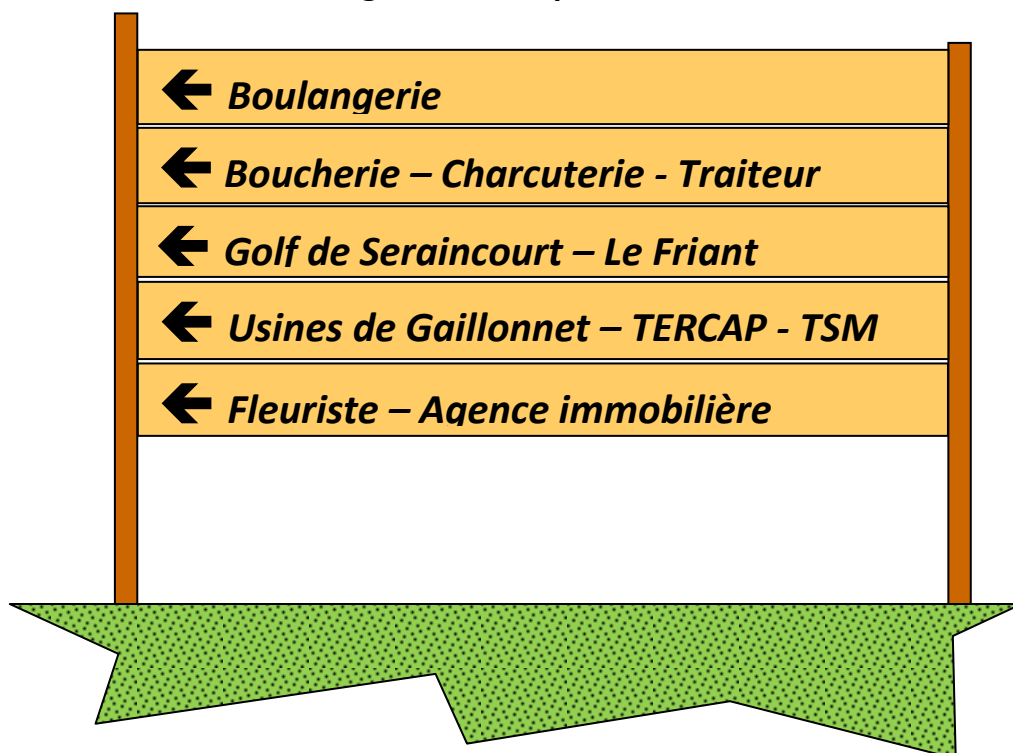 ← Boulangerie
← Boucherie – Charcuterie - Traiteur
← Golf de Seraincourt – Le Friant
← Usines de Gaillonnet – TERCAP - TSM
← Fleuriste – Agence immobilière